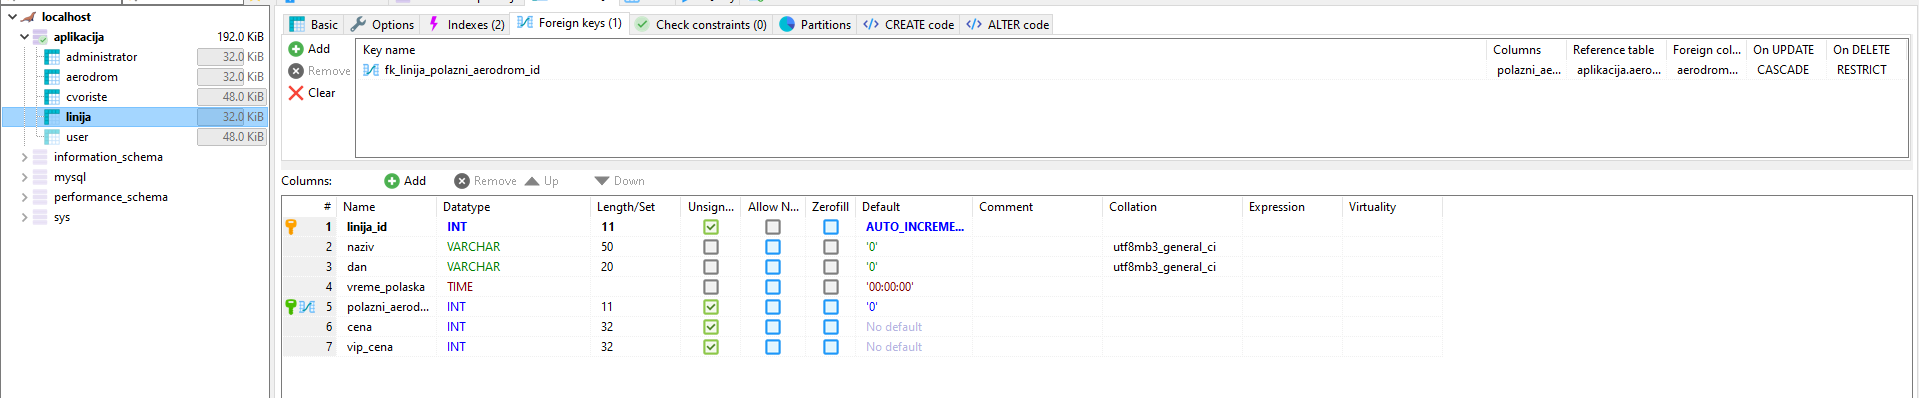 localhost
aplikacija 192.0 KiB
administrator 32.0 KiB
aerodrom 32.0 KiB
cvoriste 48.0 KiB
linija 32.0 KiB
user 48.0 KiB
information_schema
mysql
performance_schema
sys
Basic Options Indexes (2) Foreign keys (1) Check constraints (0) Partitions CREATE code ALTER code
Add
Remove
Clear
Key name Columns Reference table Foreign col... On UPDATE On DELETE
fk_linija_polazni_aerodrom_id polazni_ae... aplikacija.aero... aerodrom... CASCADE RESTRICT
Columns: Add Remove Up Down
# Name Datatype Length/Set Unsign... Allow N... Zerofill Default Comment Collation Expression Virtuality
1 linija_id INT 11 AUTO_INCREME...
2 naziv VARCHAR 50 '0' utf8mb3_general_ci
3 dan VARCHAR 20 '0' utf8mb3_general_ci
4 vreme_polaska TIME '00:00:00'
5 polazni_aerod... INT 11 '0'
6 cena INT 32 No default
7 vip_cena INT 32 No default